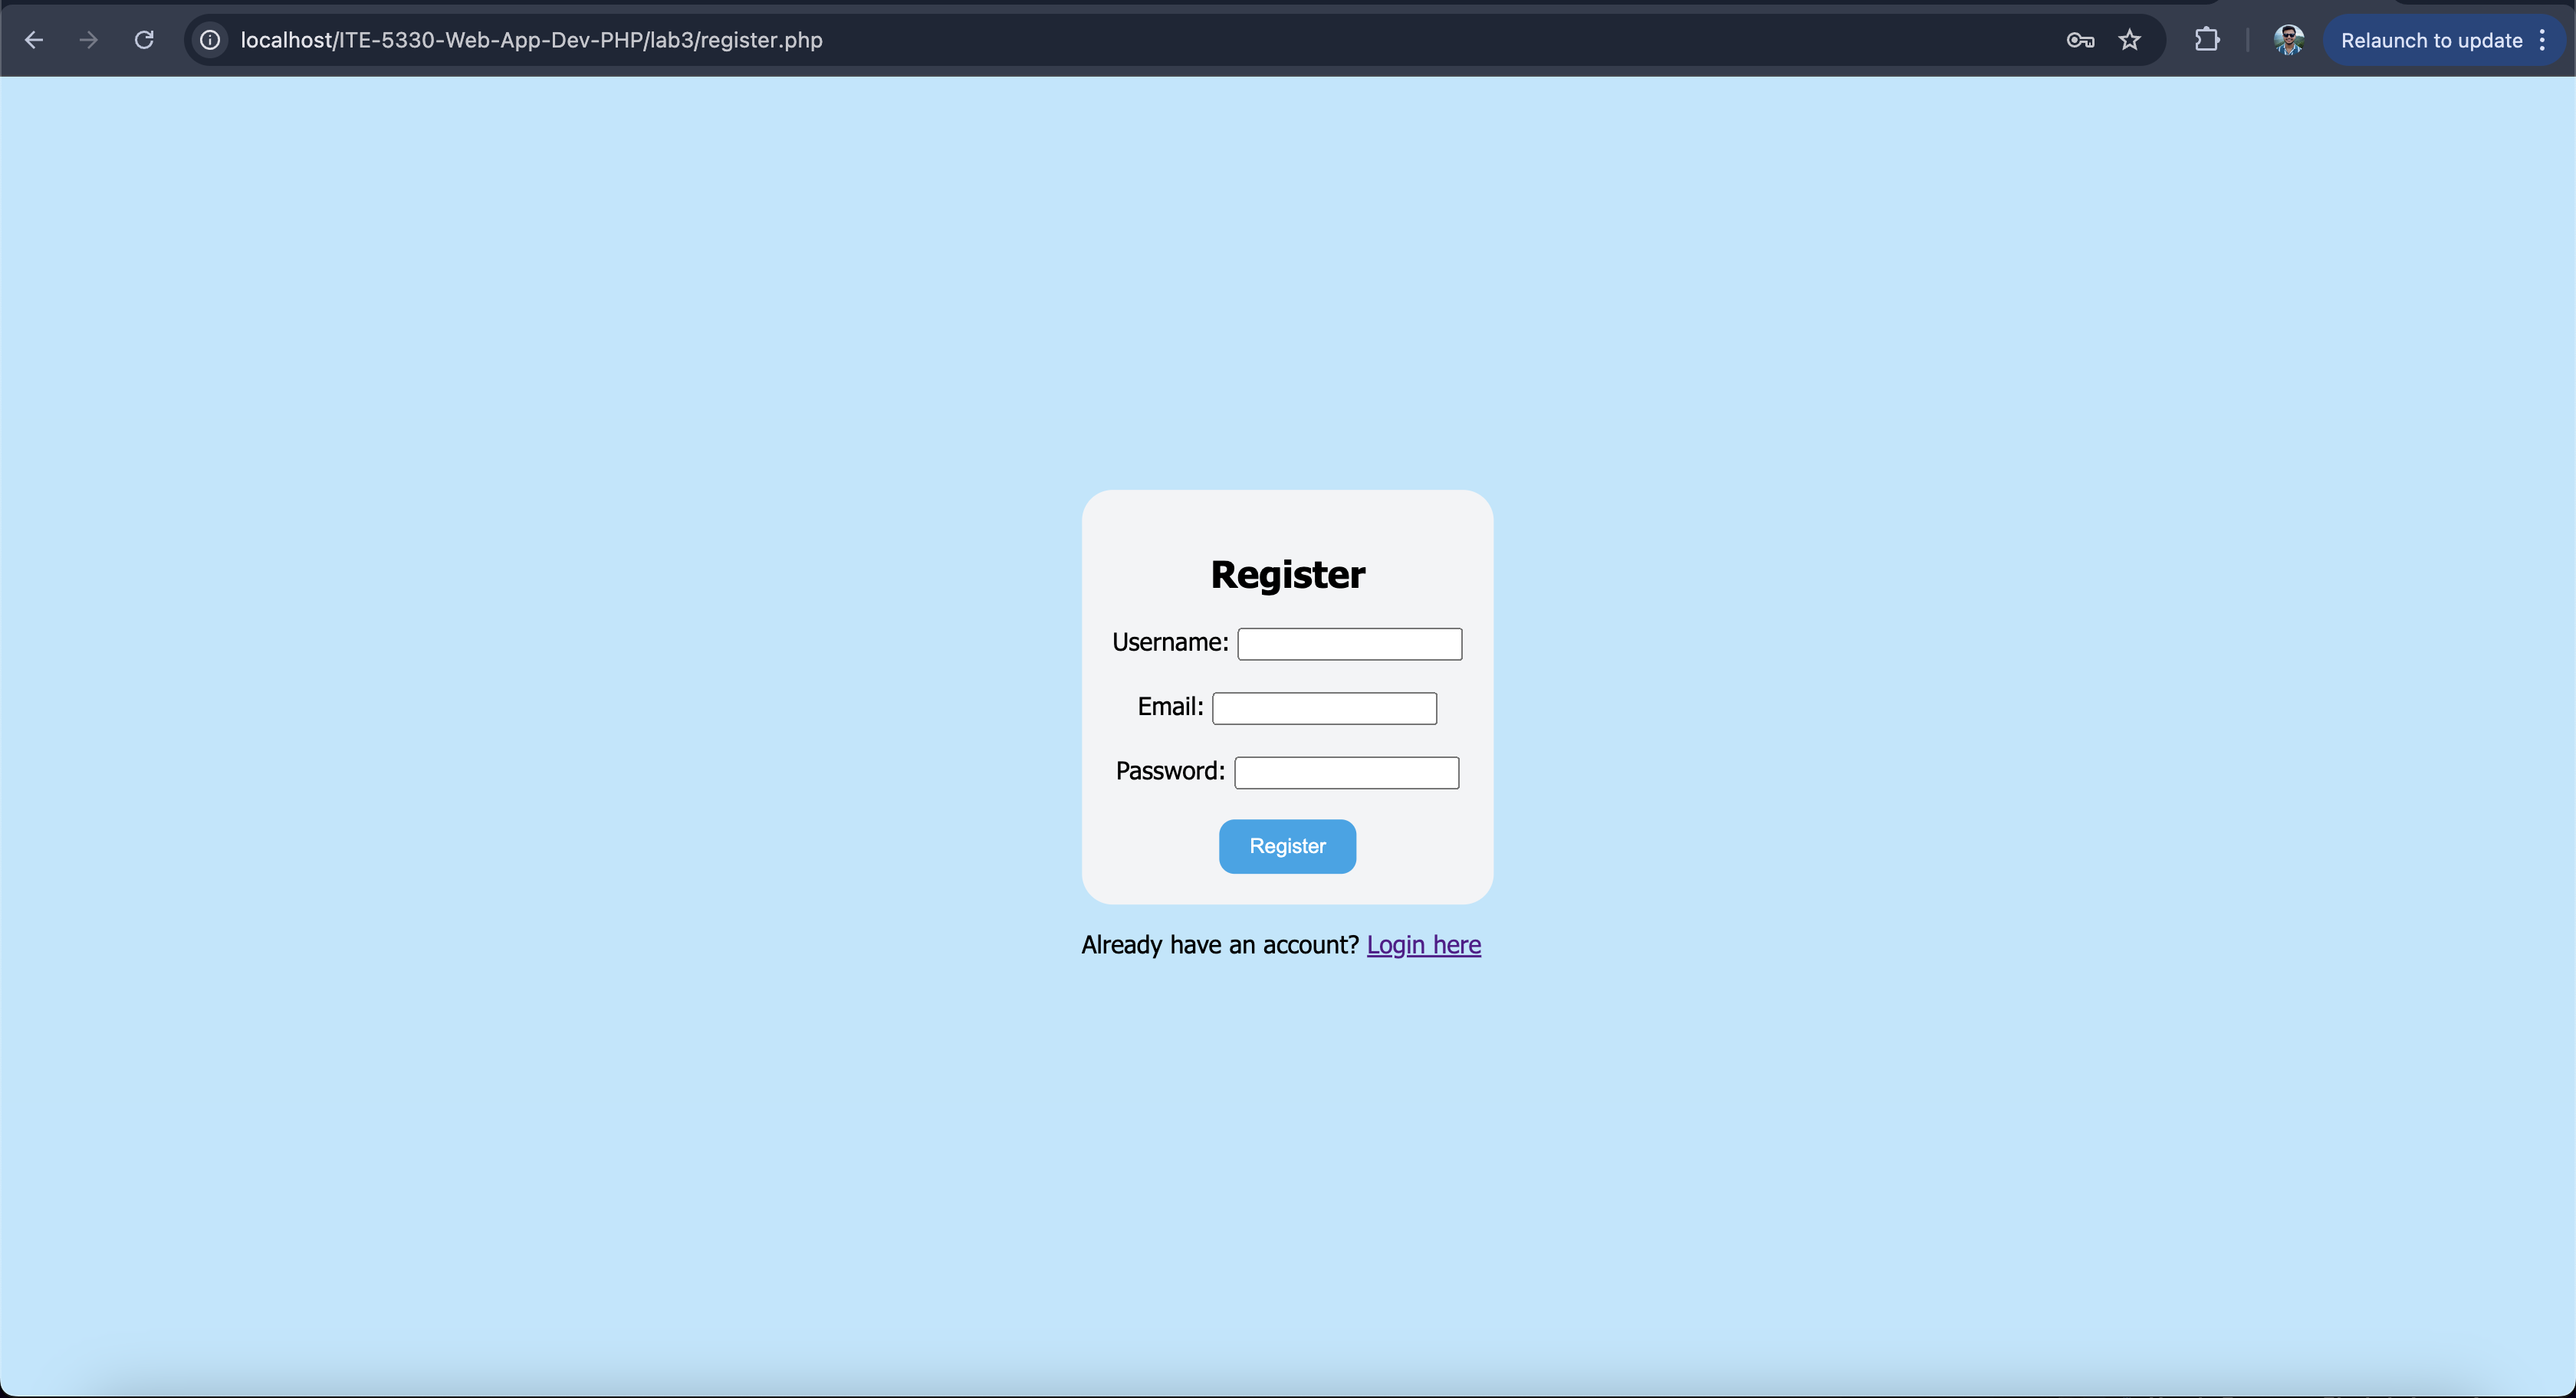 localhost/ITE-5330-Web-App-Dev-PHP/lab3/register.php
Relaunch to update
Register
Username:
Email:
Password:
Register
Already have an account? Login here